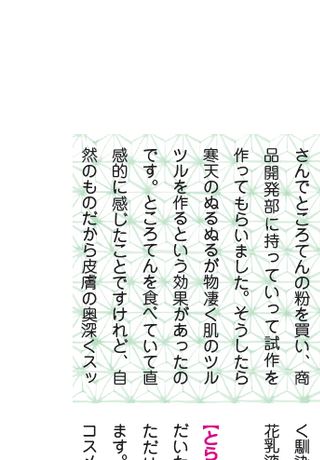 さんでところてんの粉を買い、商
品開発部に持っていって試作を
作ってもらいました。そうしたら
寒天のぬるぬるが物凄く肌のツル
ツルを作るという効果があったの
です。ところてんを食べていて直
感的に感じたことですけれど、自
然のものだから皮膚の奥深くスッ
く馴染
花乳液
【とら
だいた
ただけ
ます。
コスメ